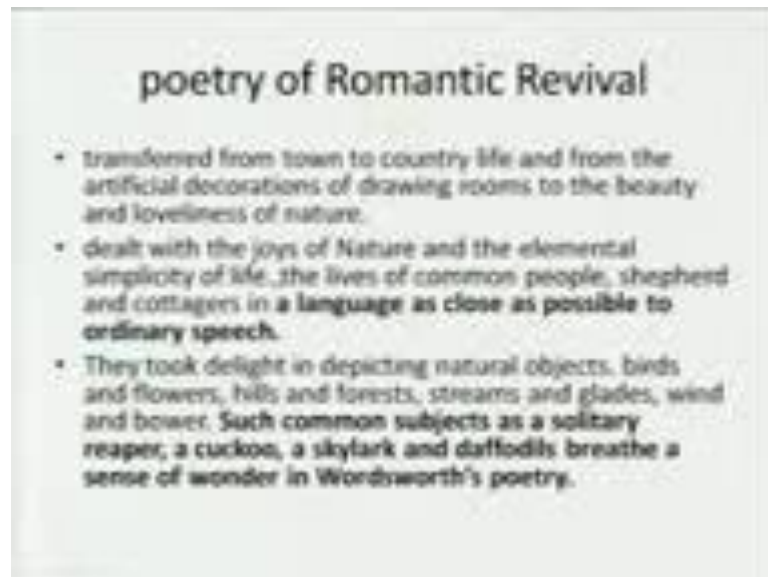 poetry of Romantic Revival
• transferred from town to country life and from the
artificial decorations of drawing rooms to the beauty
and loveliness of nature.
• dealt with the joys of Nature and the elemental
simplicity of life.,the lives of common people, shepherd
and cottagers in a language as close as possible to
ordinary speech.
• They took delight in depicting natural objects. birds
and flowers, hills and forests, streams and glades, wind
and bower. Such common subjects as a solitary
reaper, a cuckoo, a skylark and daffodils breathe a
sense of wonder in Wordsworth's poetry.